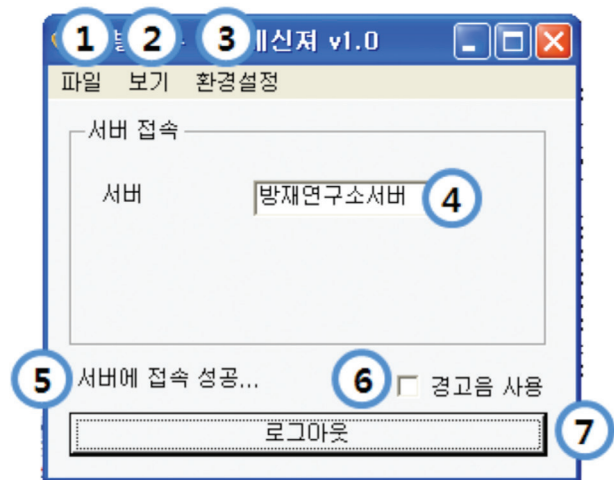 1 2 3 메신져 v1.0
파일 보기 환경설정
서버 접속
서버 방재연구소서버 4
5 서버에 접속 성공... 6 경고음 사용
로그아웃 7